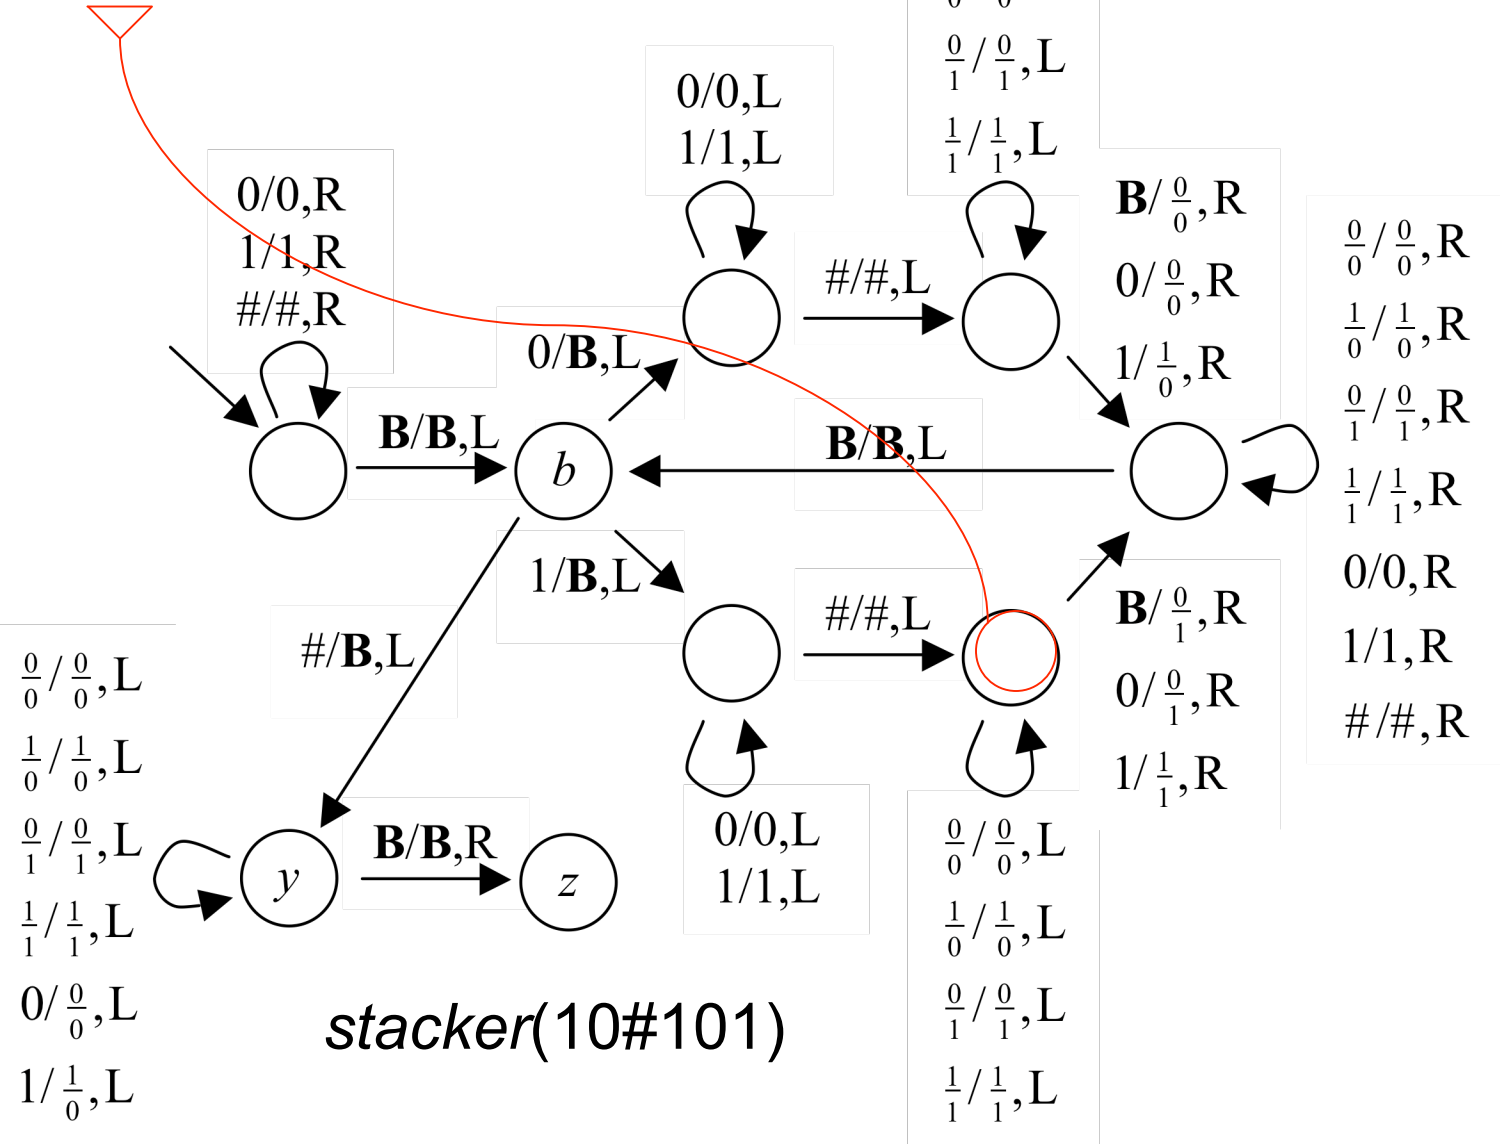 0/0,L
1/1,L
0/1 / 0/1, L
1/1 / 1/1, L
0/0,R
1/1,R
#/#,R
B/ 0/0, R
0/ 0/0, R
1/ 1/0, R
0/0 / 0/0, R
1/0 / 1/0, R
0/1 / 0/1, R
1/1 / 1/1, R
0/0, R
1/1, R
#/#, R
#/#,L
0/B,L
B/B,L
b
B/B,L
1/B,L
#/#,L
B/ 0/1, R
0/ 0/1, R
1/ 1/1, R
#/B,L
0/0 / 0/0, L
1/0 / 1/0, L
0/1 / 0/1, L
1/1 / 1/1, L
0/ 0/0, L
1/ 1/0, L
y
B/B,R
z
0/0,L
1/1,L
0/0 / 0/0, L
1/0 / 1/0, L
0/1 / 0/1, L
1/1 / 1/1, L
stacker(10#101)